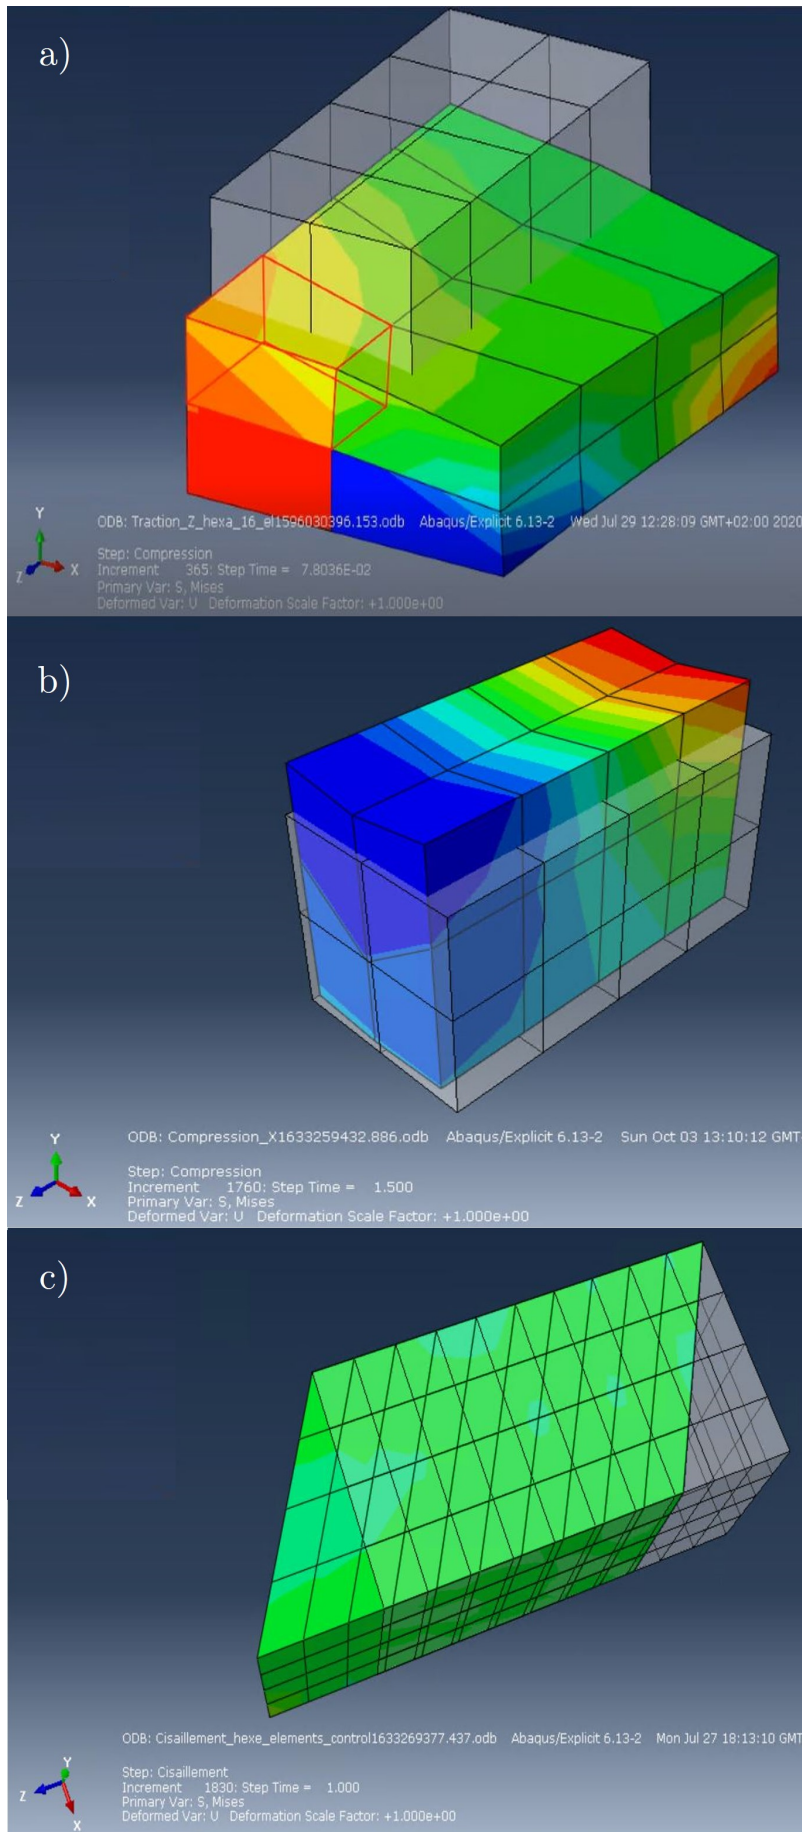 a)
Y
Z
X
ODB: Traction_Z_hexa_16_el1596030396.153.odb Abaqus/Explicit 6.13-2 Wed Jul 29 12:28:09 GMT+02:00 2020
Step: Compression
Increment 365: Step Time = 7.8036E-02
Primary Var: S, Mises
Deformed Var: U Deformation Scale Factor: +1.000e+00
b)
Y
Z
X
ODB: Compression_X1633259432.886.odb Abaqus/Explicit 6.13-2 Sun Oct 03 13:10:12 GMT+
Step: Compression
Increment 1760: Step Time = 1.500
Primary Var: S, Mises
Deformed Var: U Deformation Scale Factor: +1.000e+00
c)
Y
Z
X
ODB: Cisaillement_hexe_elements_control1633269377.437.odb Abaqus/Explicit 6.13-2 Mon Jul 27 18:13:10 GMT
Step: Cisaillement
Increment 1830: Step Time = 1.000
Primary Var: S, Mises
Deformed Var: U Deformation Scale Factor: +1.000e+00